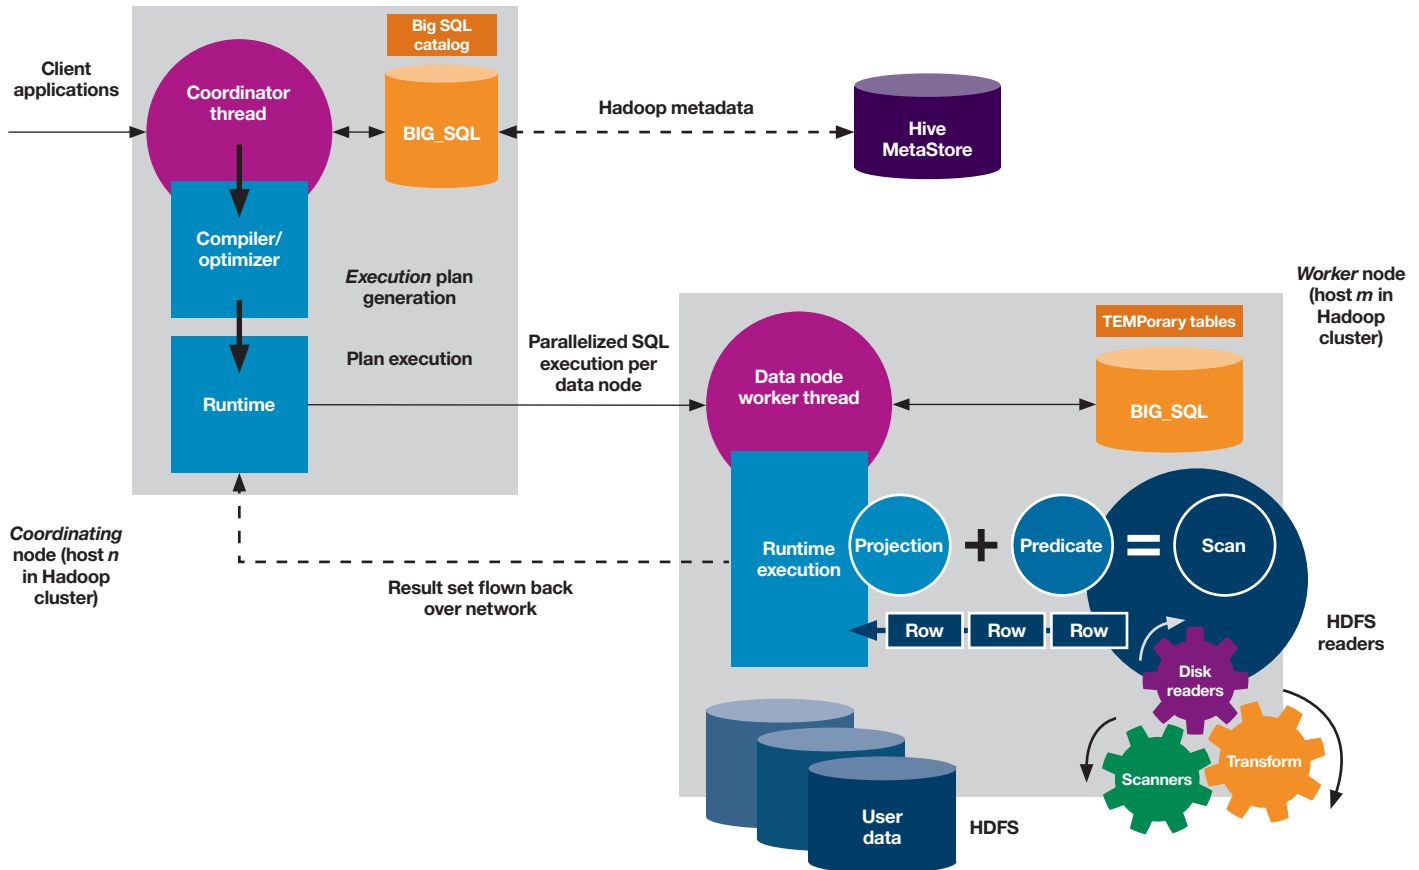 Big SQL
catalog
Client
applications
Coordinator
thread
BIG_SQL
Hadoop metadata
Hive
MetaStore
Compiler/
optimizer
Execution plan
generation
Plan execution
Runtime
Parallelized SQL
execution per
data node
Worker node
(host m in
Hadoop
cluster)
TEMPorary tables
Data node
worker thread
BIG_SQL
Coordinating
node (host n
in Hadoop
cluster)
Result set flown back
over network
Runtime
execution
Projection
+
Predicate
=
Scan
Row
Row
Row
HDFS
readers
Disk
readers
Scanners
Transform
User
data
HDFS